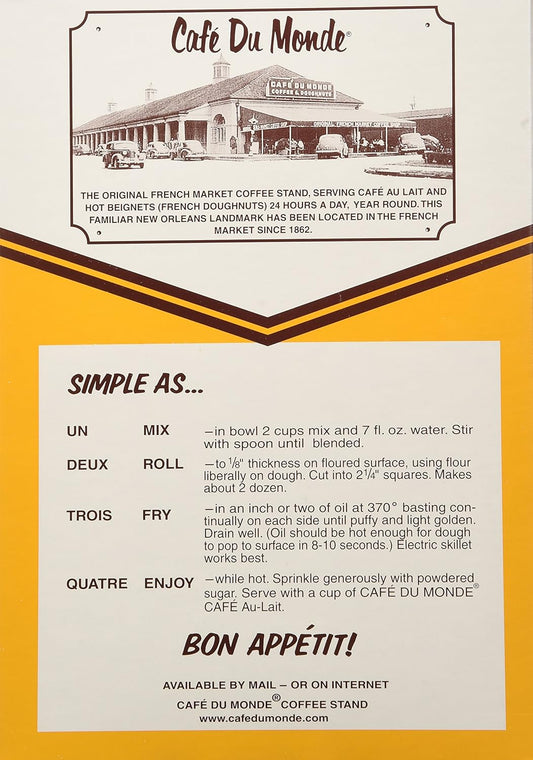 Café Du Monde®
CAFÉ DU MONDE
COFFEE & DOUGHNUTS
ORIGINAL FRENCH MARKET COFFEE SHOP
THE ORIGINAL FRENCH MARKET COFFEE STAND, SERVING CAFÉ AU LAIT AND
HOT BEIGNETS (FRENCH DOUGHNUTS) 24 HOURS A DAY, YEAR ROUND. THIS
FAMILIAR NEW ORLEANS LANDMARK HAS BEEN LOCATED IN THE FRENCH
MARKET SINCE 1862.
SIMPLE AS...
UN MIX —in bowl 2 cups mix and 7 fl. oz. water. Stir
with spoon until blended.
DEUX ROLL —to 1/8" thickness on floured surface, using flour
liberally on dough. Cut into 2 1/4" squares. Makes
about 2 dozen.
TROIS FRY —in an inch or two of oil at 370° basting con-
tinually on each side until puffy and light golden.
Drain well. (Oil should be hot enough for dough
to pop to surface in 8-10 seconds.) Electric skillet
works best.
QUATRE ENJOY —while hot. Sprinkle generously with powdered
sugar. Serve with a cup of CAFÉ DU MONDE®
CAFÉ Au-Lait.
BON APPÉTIT!
AVAILABLE BY MAIL – OR ON INTERNET
CAFÉ DU MONDE® COFFEE STAND
www.cafedumonde.com